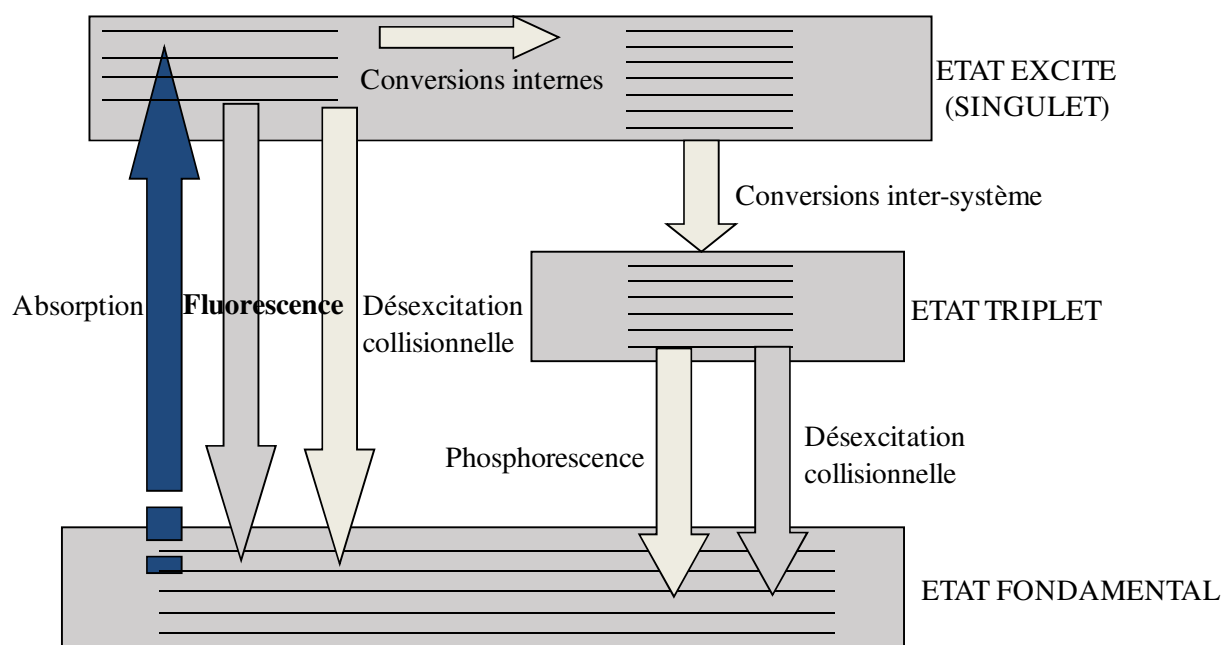 Conversions internes
ETAT EXCITE
(SINGULET)
Conversions inter-système
Absorption
Fluorescence
Désexcitation
collisionnelle
ETAT TRIPLET
Phosphorescence
Désexcitation
collisionnelle
ETAT FONDAMENTAL